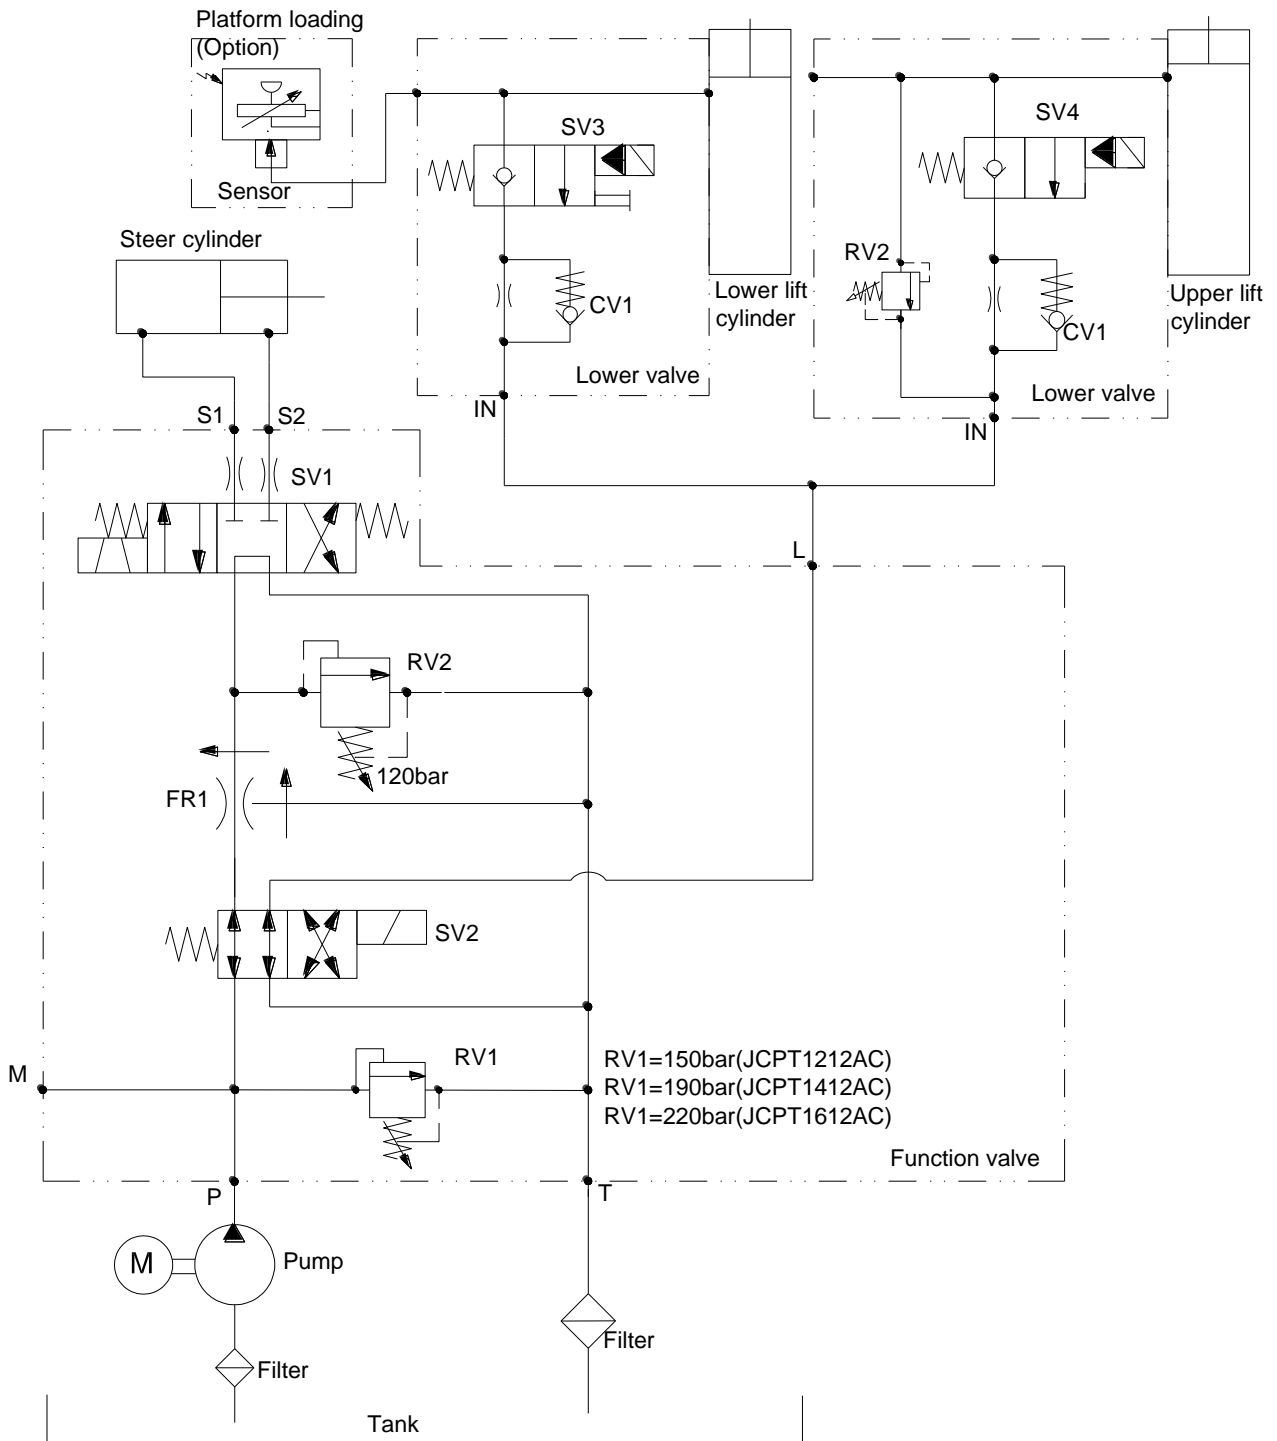 Platform loading
(Option)
Sensor
SV3
SV4
Steer cylinder
RV2
CV1
Lower lift
cylinder
CV1
Upper lift
cylinder
Lower valve
Lower valve
IN
IN
S1
S2
SV1
L
RV2
120bar
FR1
SV2
M
RV1
RV1=150bar(JCPT1212AC)
RV1=190bar(JCPT1412AC)
RV1=220bar(JCPT1612AC)
Function valve
P
T
M
Pump
Filter
Filter
Tank